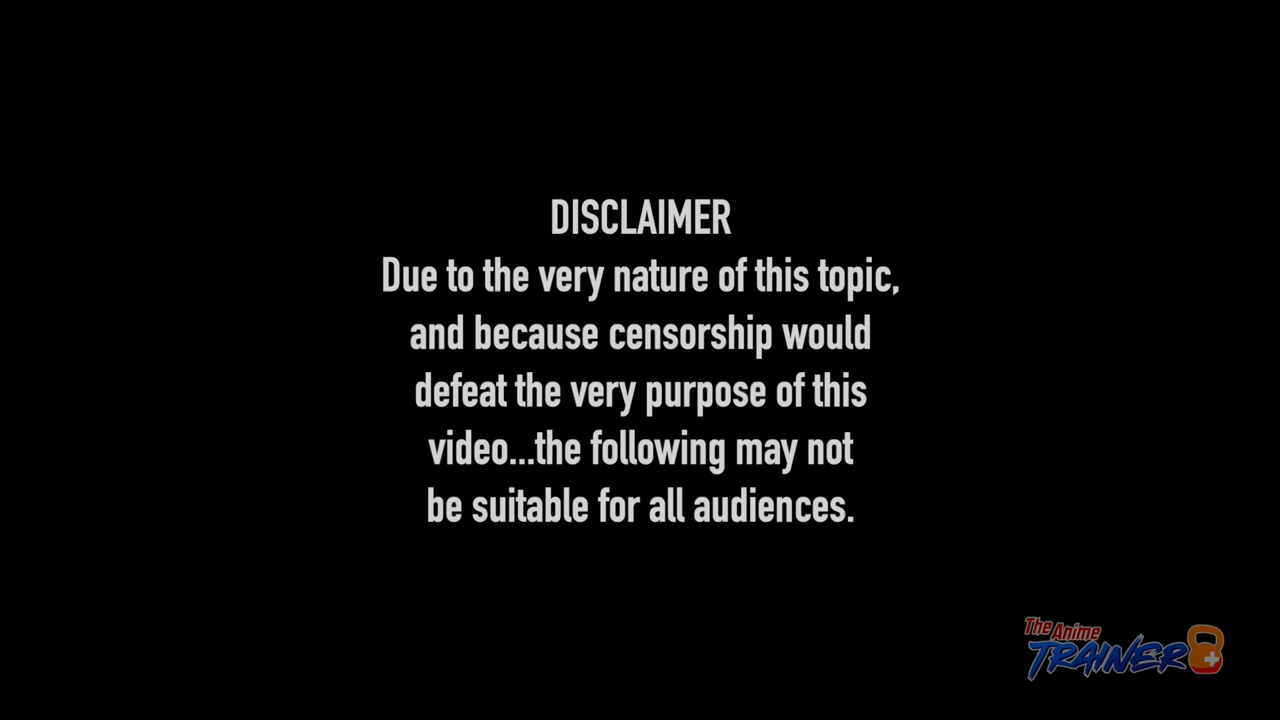 DISCLAIMER
Due to the very nature of this topic,
and because censorship would
defeat the very purpose of this
video...the following may not
be suitable for all audiences.
The Anime
TRAINER